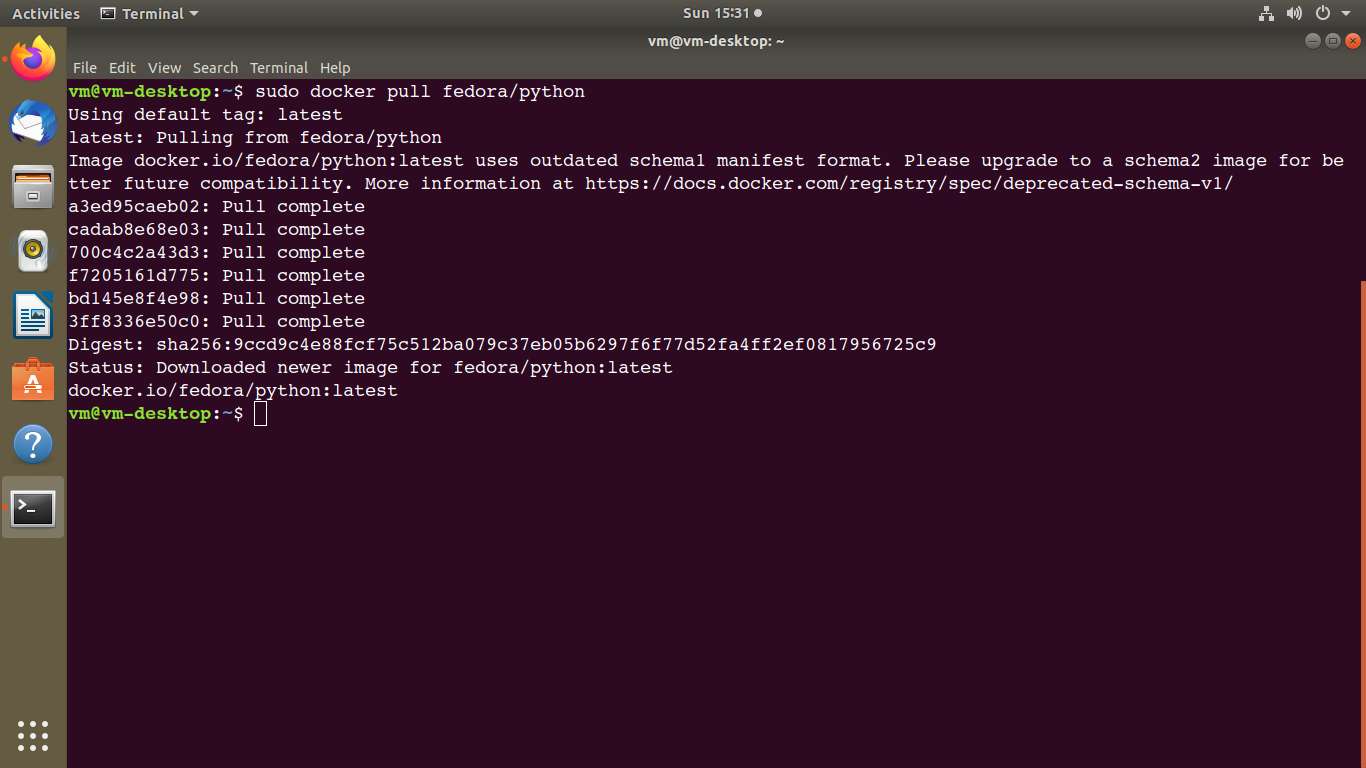 Activities Terminal Sun 15:31
vm@vm-desktop: ~
File Edit View Search Terminal Help
vm@vm-desktop:~$ sudo docker pull fedora/python
Using default tag: latest
latest: Pulling from fedora/python
Image docker.io/fedora/python:latest uses outdated schema1 manifest format. Please upgrade to a schema2 image for be
tter future compatibility. More information at https://docs.docker.com/registry/spec/deprecated-schema-v1/
a3ed95caeb02: Pull complete
cadab8e68e03: Pull complete
700c4c2a43d3: Pull complete
f7205161d775: Pull complete
bd145e8f4e98: Pull complete
3ff8336e50c0: Pull complete
Digest: sha256:9ccd9c4e88fcf75c512ba079c37eb05b6297f6f77d52fa4ff2ef0817956725c9
Status: Downloaded newer image for fedora/python:latest
docker.io/fedora/python:latest
vm@vm-desktop:~$